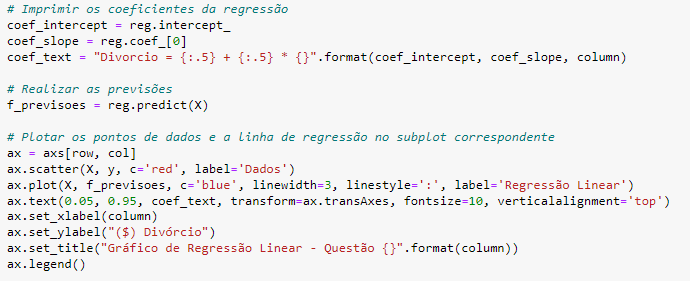 # Imprimir os coeficientes da regressão
coef_intercept = reg.intercept_
coef_slope = reg.coef_[0]
coef_text = "Divorcio = {:.5} + {:.5} * {}".format(coef_intercept, coef_slope, column)
# Realizar as previsões
f_previsoes = reg.predict(X)
# Plotar os pontos de dados e a linha de regressão no subplot correspondente
ax = axs[row, col]
ax.scatter(X, y, c='red', label='Dados')
ax.plot(X, f_previsoes, c='blue', linewidth=3, linestyle=':', label='Regressão Linear')
ax.text(0.05, 0.95, coef_text, transform=ax.transAxes, fontsize=10, verticalalignment='top')
ax.set_xlabel(column)
ax.set_ylabel("($) Divórcio")
ax.set_title("Gráfico de Regressão Linear - Questão {}".format(column))
ax.legend()